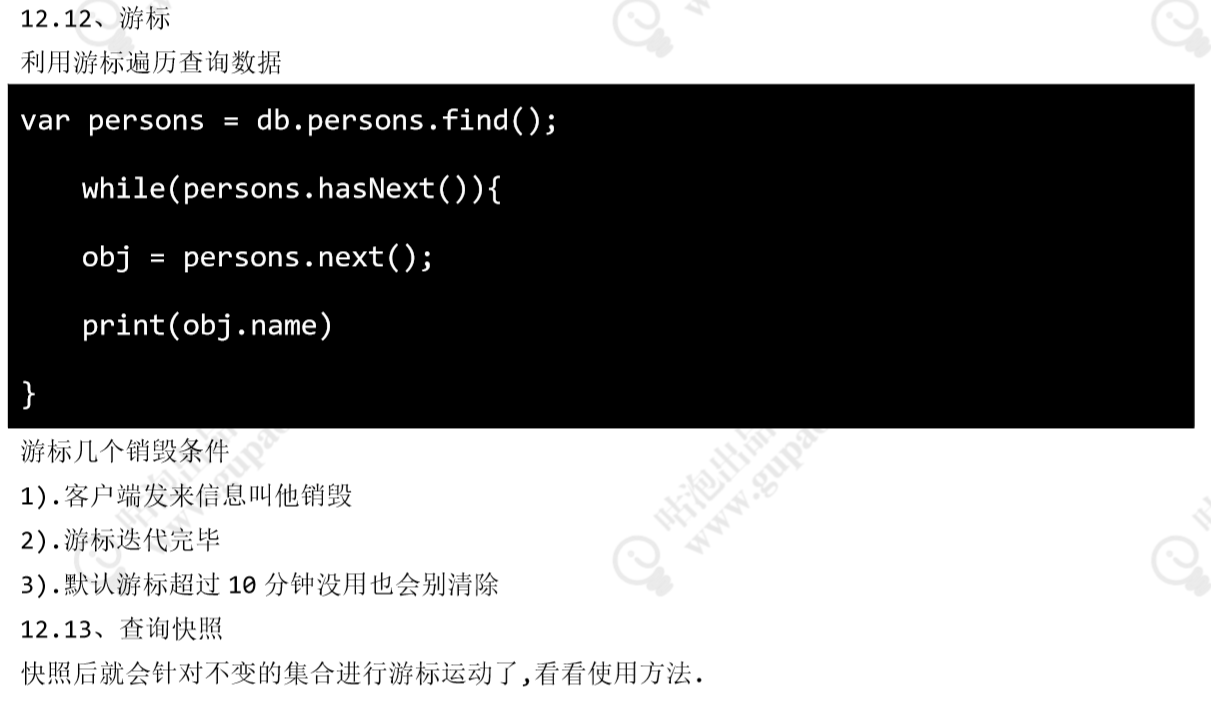 12.12、游标
利用游标遍历查询数据
var persons = db.persons.find();
while(persons.hasNext()){
obj = persons.next();
print(obj.name)
}
游标几个销毁条件
1).客户端发来信息叫他销毁
2).游标迭代完毕
3).默认游标超过 10 分钟没用也会别清除
12.13、查询快照
快照后就会针对不变的集合进行游标运动了,看看使用方法.